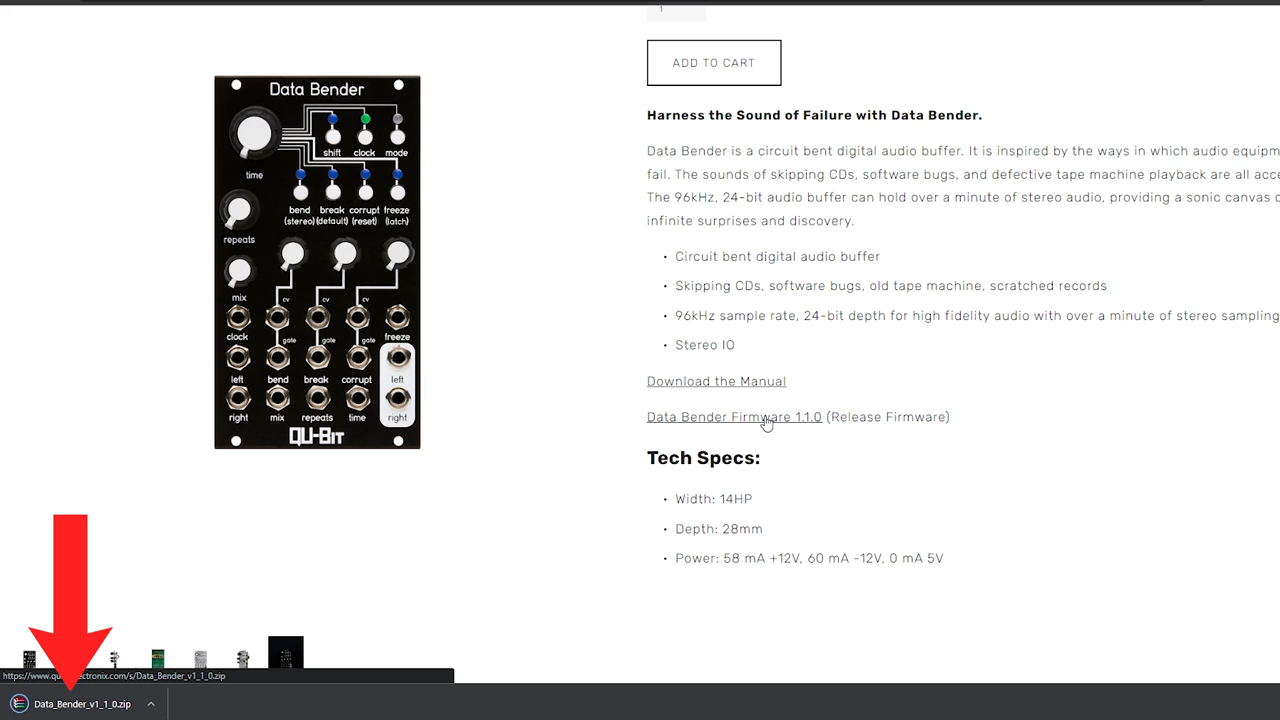 1
ADD TO CART
Harness the Sound of Failure with Data Bender.
Data Bender is a circuit bent digital audio buffer. It is inspired by the ways in which audio equipm
fail. The sounds of skipping CDs, software bugs, and defective tape machine playback are all acce
The 96kHz, 24-bit audio buffer can hold over a minute of stereo audio, providing a sonic canvas o
infinite surprises and discovery.
• Circuit bent digital audio buffer
• Skipping CDs, software bugs, old tape machine, scratched records
• 96kHz sample rate, 24-bit depth for high fidelity audio with over a minute of stereo sampling
• Stereo IO
Download the Manual
Data Bender Firmware 1.1.0 (Release Firmware)
Tech Specs:
• Width: 14HP
• Depth: 28mm
• Power: 58 mA +12V, 60 mA -12V, 0 mA 5V
Data Bender
shift clock mode
time
bend break corrupt freeze
(stereo) (default) (reset) (latch)
repeats
mix
cv cv cv
clock freeze
gate gate gate
left bend break corrupt left
right mix repeats time right
QU-Bit
https://www.qu
ectronix.com/s/Data_Bender_v1_1_0.zip
Data_Bender_v1_1_0.zip